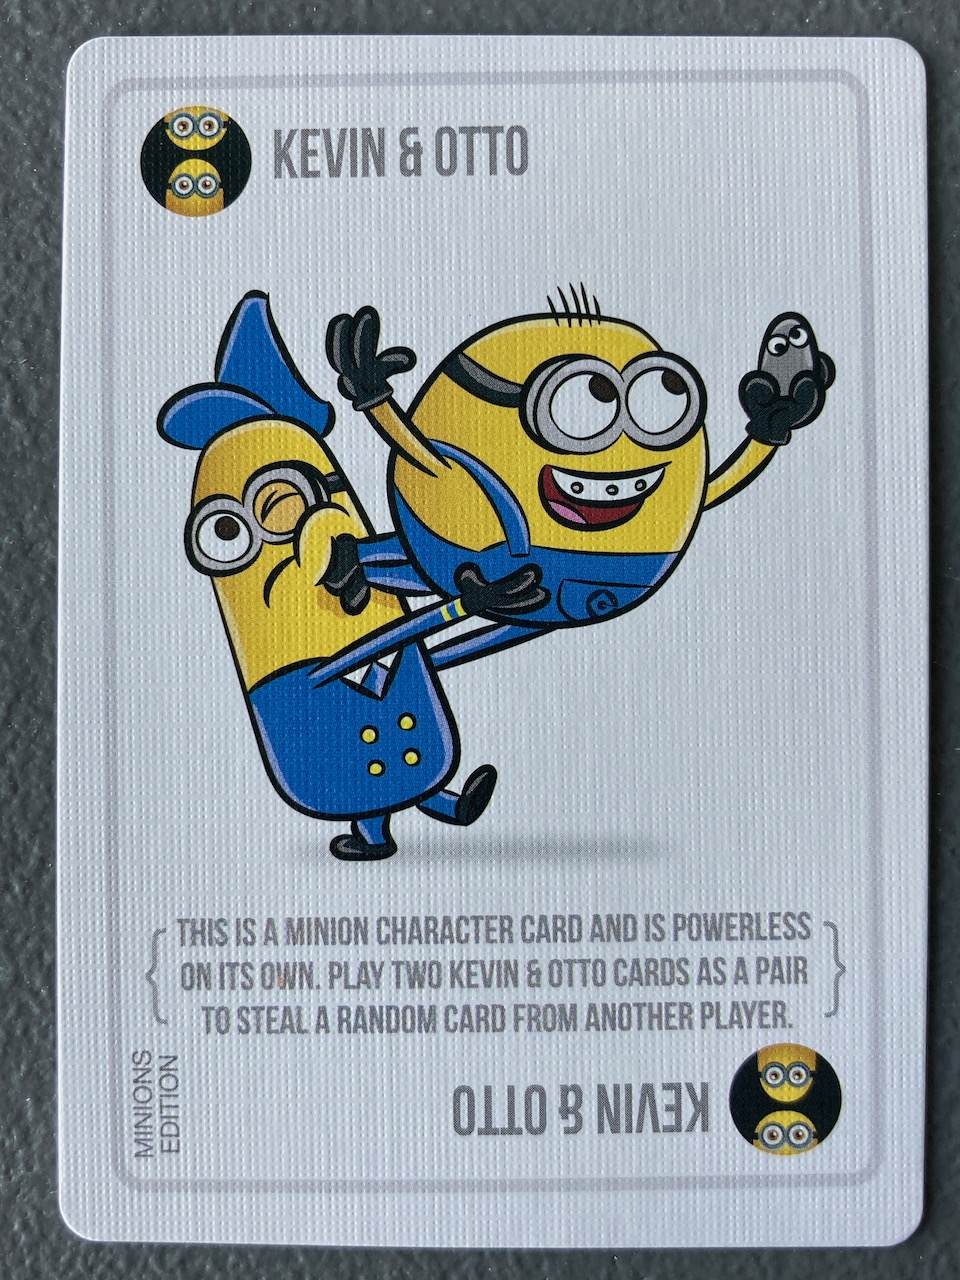 KEVIN & OTTO
THIS IS A MINION CHARACTER CARD AND IS POWERLESS
ON ITS OWN. PLAY TWO KEVIN & OTTO CARDS AS A PAIR
TO STEAL A RANDOM CARD FROM ANOTHER PLAYER.
MINIONS
EDITION
KEVIN & OTTO